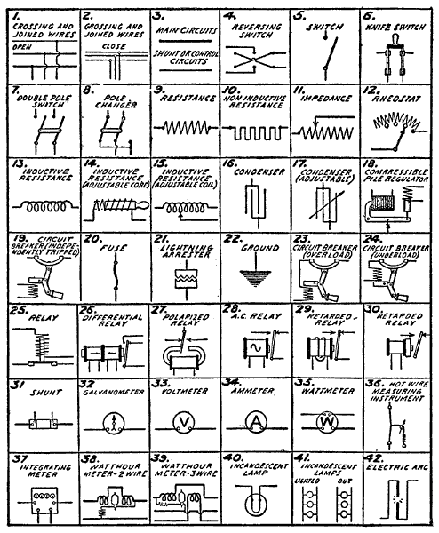 1.
CROSSING AND
JOINED WIRES
OPEN
2.
CROSSING AND
JOINED WIRES
CLOSE
3.
MAIN CIRCUITS
SHUNT OR CONTROL
CIRCUITS
4.
REVERSING
SWITCH
5.
SWITCH
6.
KNIFE SWITCH
7.
DOUBLE POLE
SWITCH
8.
POLE
CHANGER
9.
RESISTANCE
10.
NON INDUCTIVE
RESISTANCE
11.
IMPEDANCE
12.
RHEOSTAT
13.
INDUCTIVE
RESISTANCE
14.
INDUCTIVE
RESISTANCE
(ADJUSTABLE CORE)
15.
INDUCTIVE
RESISTANCE
(ADJUSTABLE COIL)
16.
CONDENSER
17.
CONDENSER
(ADJUSTABLE)
18.
COMPRESSIBLE
PILE REGULATOR
19.
CIRCUIT
BREAKER (INDEPEN-
DENTLY TRIPPED)
20.
FUSE
21.
LIGHTNING
ARRESTER
22.
GROUND
23.
CIRCUIT BREAKER
(OVERLOAD)
24.
CIRCUIT BREAKER
(UNDERLOAD)
25.
RELAY
26.
DIFFERENTIAL
RELAY
27.
POLARIZED
RELAY
28.
A.C. RELAY
29.
RETARDED
RELAY
30.
RETARDED
RELAY
31
SHUNT
32
GALVANOMETER
33.
VOLTMETER
V
34.
AMMETER
A
35.
WATTMETER
W
36.
HOT WIRE
MEASURING
INSTRUMENT
37
INTEGRATING
METER
38.
WATTHOUR
METER-2 WIRE
39.
WATTHOUR
METER-3 WIRE
40.
INCANDESCENT
LAMP
41.
INCANDESCENT
LAMPS
LIGHTED OUT
42.
ELECTRIC ARC